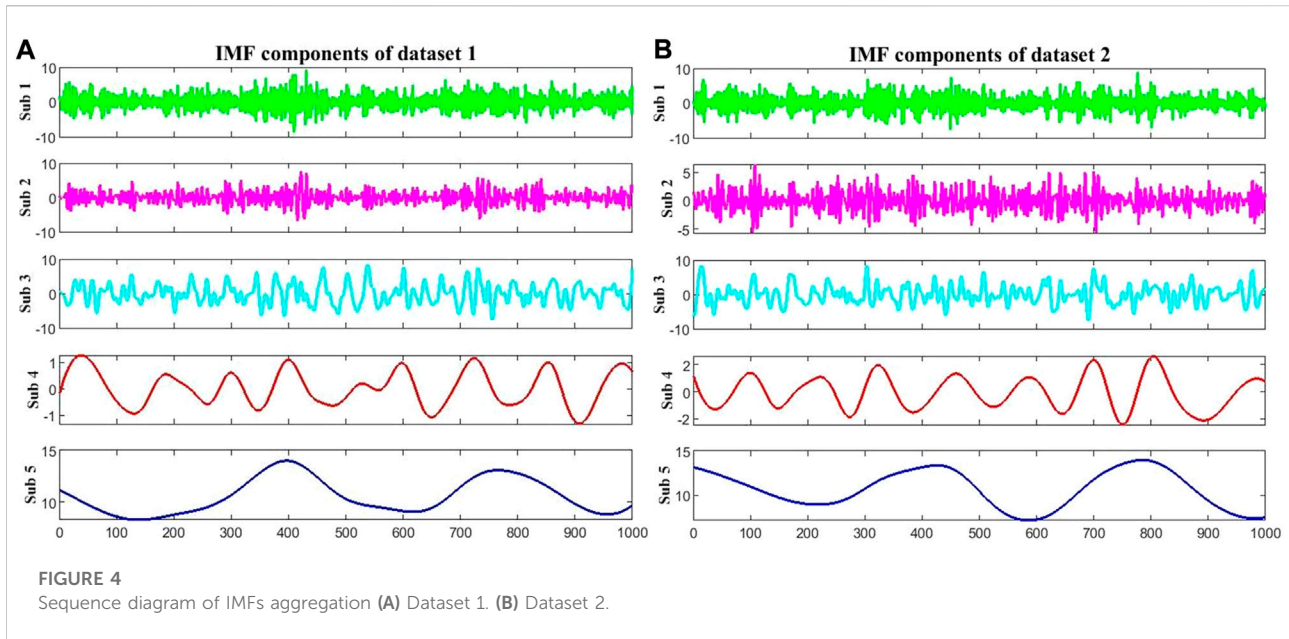 A
IMF components of dataset 1
Sub 1
10
0
-10
Sub 2
10
0
-10
Sub 3
10
0
-10
Sub 4
1
0
-1
Sub 5
15
10
0 100 200 300 400 500 600 700 800 900 1000
B
IMF components of dataset 2
Sub 1
10
0
-10
Sub 2
5
0
-5
Sub 3
10
0
-10
Sub 4
2
0
-2
Sub 5
15
10
0 100 200 300 400 500 600 700 800 900 1000
FIGURE 4
Sequence diagram of IMFs aggregation (A) Dataset 1. (B) Dataset 2.